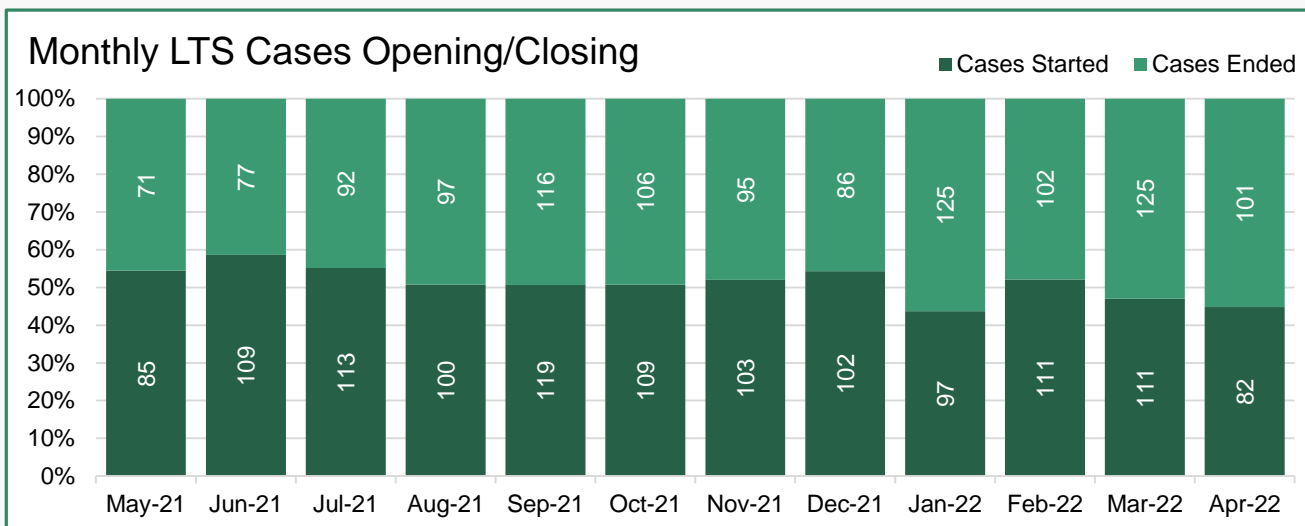 Monthly LTS Cases Opening/Closing
Cases Started Cases Ended
100%
90%
80%
70%
60%
50%
40%
30%
20%
10%
0%
71 77 92 97 116 106 95 86 125 102 125 101
85 109 113 100 119 109 103 102 97 111 111 82
May-21 Jun-21 Jul-21 Aug-21 Sep-21 Oct-21 Nov-21 Dec-21 Jan-22 Feb-22 Mar-22 Apr-22